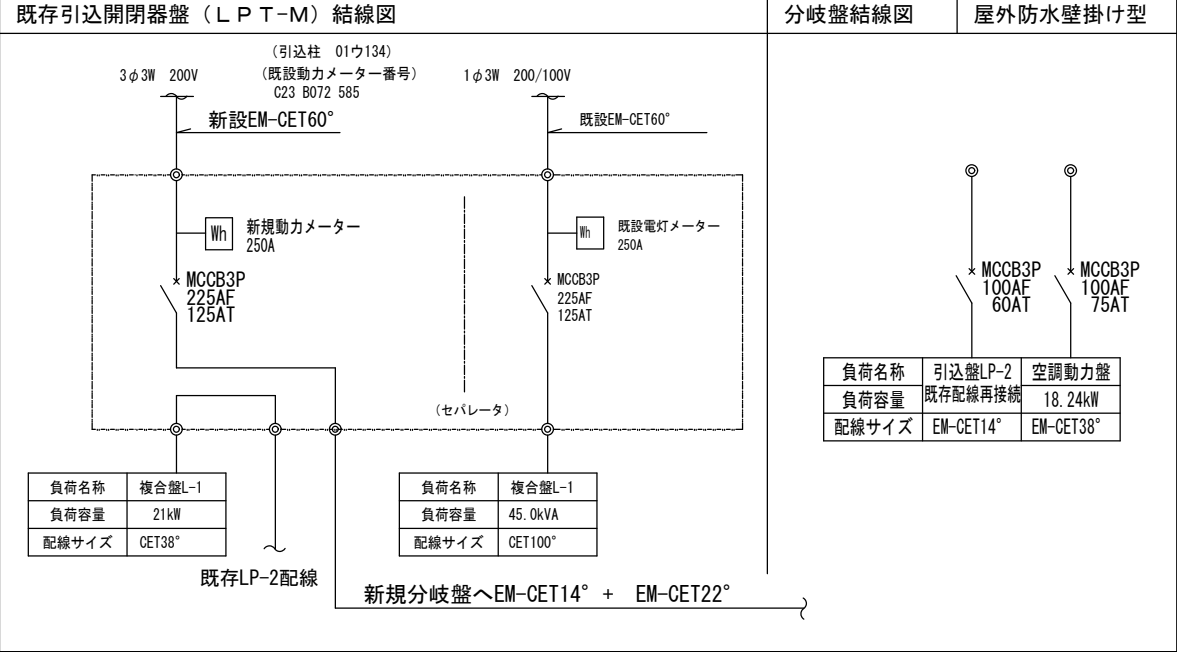 既存引込開閉器盤（ＬＰＴ-Ｍ）結線図
分岐盤結線図
屋外防水壁掛け型
（引込柱 01ウ134）
3φ3W 200V
（既設動力メーター番号）
C23 B072 585
1φ3W 200/100V
新設EM-CET60°
既設EM-CET60°
Wh
新規動力メーター
250A
Wh
既設電灯メーター
250A
MCCB3P
225AF
125AT
MCCB3P
225AF
125AT
（セパレータ）
MCCB3P
100AF
60AT
MCCB3P
100AF
75AT
負荷名称 引込盤LP-2 空調動力盤
負荷容量 既存配線再接続 18.24kW
配線サイズ EM-CET14° EM-CET38°
負荷名称 複合盤L-1
負荷容量 21kW
配線サイズ CET38°
負荷名称 複合盤L-1
負荷容量 45.0kVA
配線サイズ CET100°
既存LP-2配線
新規分岐盤へEM-CET14° + EM-CET22°